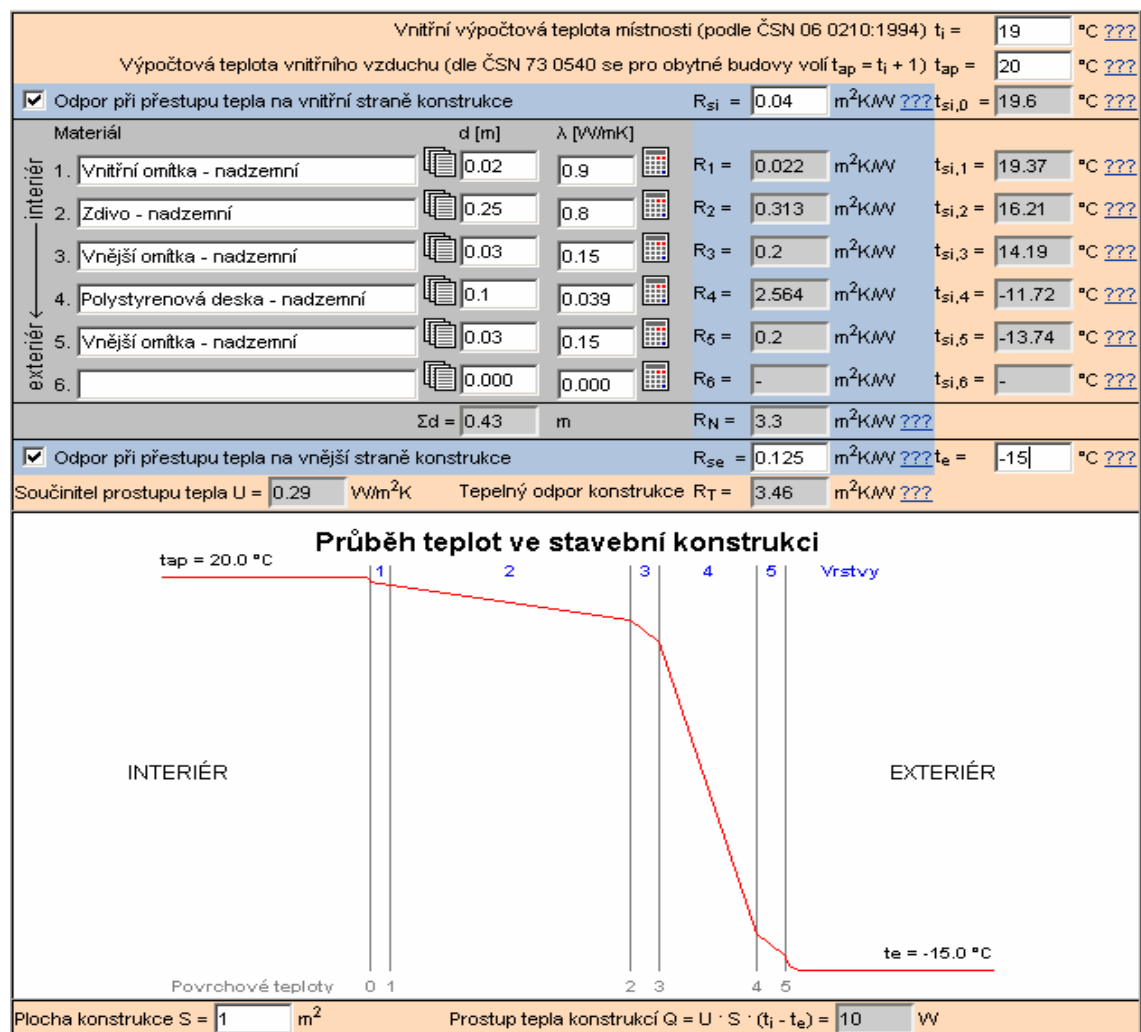 Vnitřní výpočtová teplota místnosti (podle ČSN 06 0210:1994) ti = 19 °C ???
Výpočtová teplota vnitřního vzduchu (dle ČSN 73 0540 se pro obytné budovy volí tap = ti + 1) tap = 20 °C ???
Odpor při přestupu tepla na vnitřní straně konstrukce Rsi = 0.04 m²K/W ??? tsi,0 = 19.6 °C ???
Materiál d [m] λ [W/mK]
interiér
exteriér
1. Vnitřní omítka - nadzemní 0.02 0.9 R1 = 0.022 m²K/W tsi,1 = 19.37 °C ???
2. Zdivo - nadzemní 0.25 0.8 R2 = 0.313 m²K/W tsi,2 = 16.21 °C ???
3. Vnější omítka - nadzemní 0.03 0.15 R3 = 0.2 m²K/W tsi,3 = 14.19 °C ???
4. Polystyrenová deska - nadzemní 0.1 0.039 R4 = 2.564 m²K/W tsi,4 = -11.72 °C ???
5. Vnější omítka - nadzemní 0.03 0.15 R5 = 0.2 m²K/W tsi,5 = -13.74 °C ???
6. 0.000 0.000 R6 = - m²K/W tsi,6 = - °C ???
Σd = 0.43 m RN = 3.3 m²K/W ???
Odpor při přestupu tepla na vnější straně konstrukce Rse = 0.125 m²K/W ??? te = -15 °C ???
Součinitel prostupu tepla U = 0.29 W/m²K Tepelný odpor konstrukce RT = 3.46 m²K/W ???
Průběh teplot ve stavební konstrukci
tap = 20.0 °C
1 2 3 4 5 Vrstvy
INTERIÉR EXTERIÉR
te = -15.0 °C
Povrchové teploty 0 1 2 3 4 5
Plocha konstrukce S = 1 m² Prostup tepla konstrukcí Q = U · S · (ti - te) = 10 W